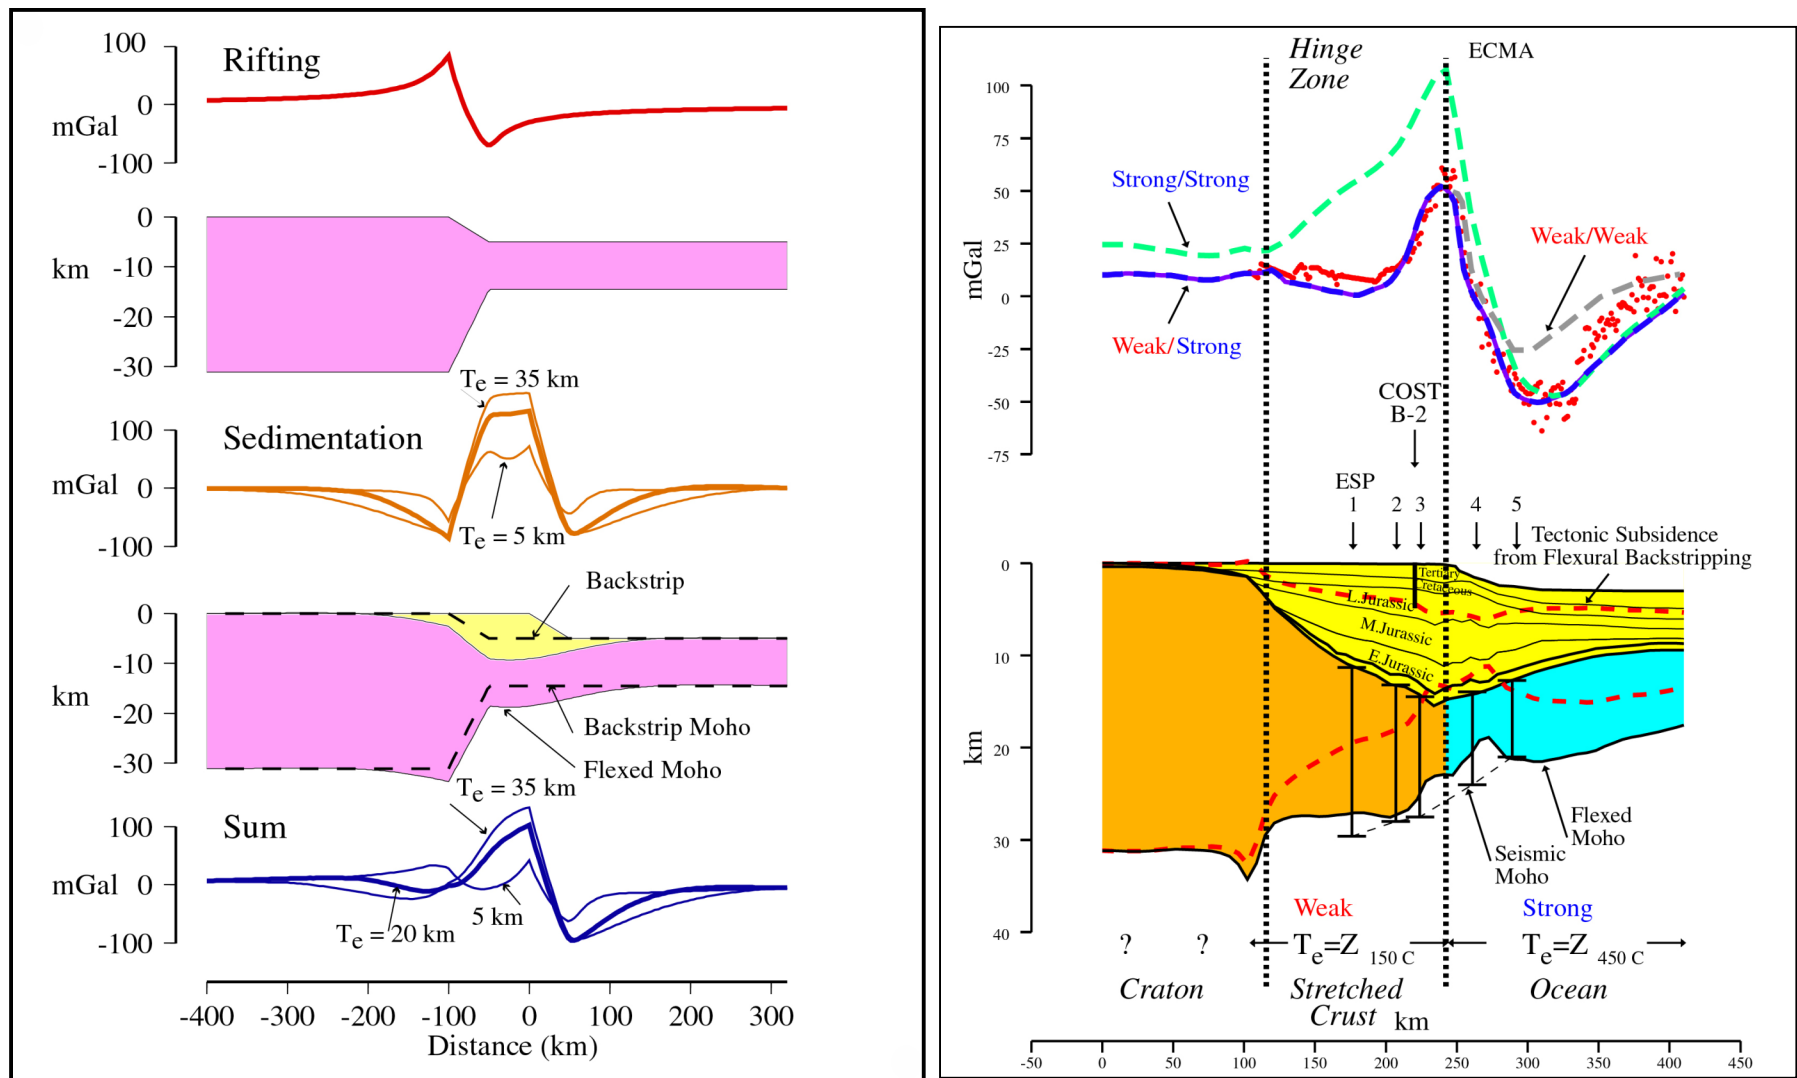 100
Rifting
0
mGal
-100
0
km
-10
-20
-30
Te = 35 km
100
Sedimentation
mGal
0
Te = 5 km
-100
Backstrip
0
-10
km
-20
Backstrip Moho
-30
Flexed Moho
Te = 35 km
100
Sum
mGal
0
5 km
Te = 20 km
-100
-400 -300 -200 -100 0 100 200 300
Distance (km)
Hinge
Zone
ECMA
100
75
Strong/Strong
50
25
Weak/Weak
mGal
0
Weak/Strong
-25
COST
B-2
-50
-75
ESP
1 2 3 4 5
Tectonic Subsidence
from Flexural Backstripping
0
Tertiary
retaceous
L.Jurassic
M.Jurassic
E.Jurassic
10
km
20
Flexed
Moho
30
Seismic
Moho
Weak Strong
40
? ? Te=Z 150 C Te=Z 450 C
Craton Stretched Ocean
Crust km
-50 0 50 100 150 200 250 300 350 400 450